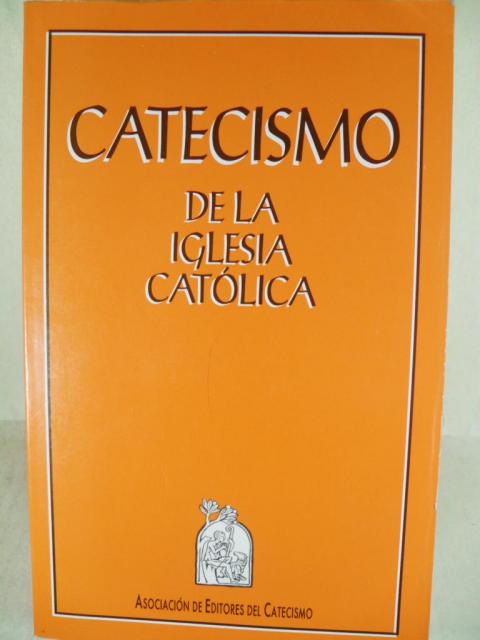 CATECISMO
DE LA
IGLESIA
CATÓLICA
ASOCIACIÓN DE EDITORES DEL CATECISMO